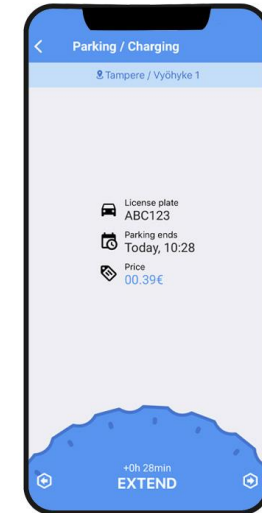 Parking / Charging
Tampere / Vyöhyke 1
License plate
ABC123
Parking ends
Today, 10:28
Price
00.39€
+0h 28min
EXTEND